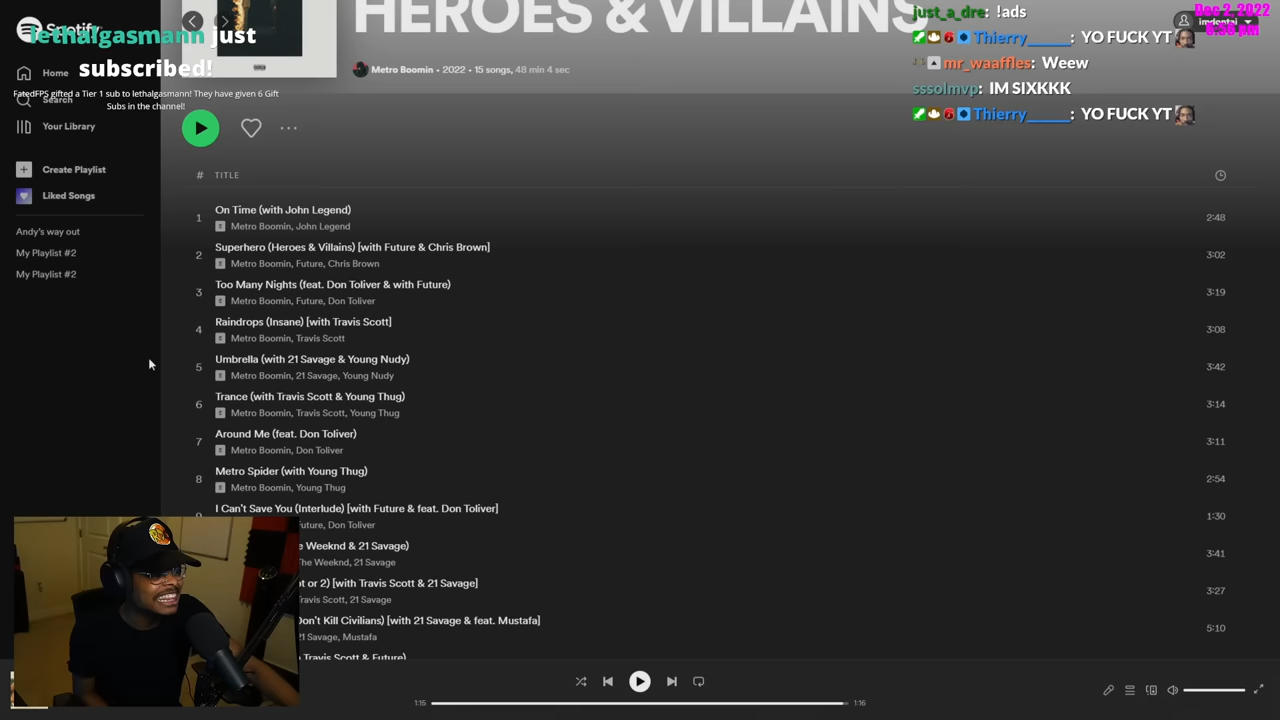 HEROES & VILLAINS
Spotify
lethalgasmann just
subscribed!
FatedFPS gifted a Tier 1 sub to lethalgasmann! They have given 6 Gift
Subs in the channel!
Home
Search
Your Library
Create Playlist
Liked Songs
Andy's way out
My Playlist #2
My Playlist #2
Metro Boomin • 2022 • 15 songs, 48 min 4 sec
just_a_dre: !ads
Thierry______: YO FUCK YT
mr_waaffles: Weew
sssolmvp: IM SIXKKK
Thierry______: YO FUCK YT
Dec 2, 2022
# TITLE
1 On Time (with John Legend) 2:48
E Metro Boomin, John Legend
2 Superhero (Heroes & Villains) [with Future & Chris Brown] 3:02
E Metro Boomin, Future, Chris Brown
3 Too Many Nights (feat. Don Toliver & with Future) 3:19
E Metro Boomin, Future, Don Toliver
4 Raindrops (Insane) [with Travis Scott] 3:08
E Metro Boomin, Travis Scott
5 Umbrella (with 21 Savage & Young Nudy) 3:42
E Metro Boomin, 21 Savage, Young Nudy
6 Trance (with Travis Scott & Young Thug) 3:14
E Metro Boomin, Travis Scott, Young Thug
7 Around Me (feat. Don Toliver) 3:11
E Metro Boomin, Don Toliver
8 Metro Spider (with Young Thug) 2:54
E Metro Boomin, Young Thug
I Can't Save You (Interlude) [with Future & feat. Don Toliver] 1:30
Future, Don Toliver
Weeknd & 21 Savage) 3:41
The Weeknd, 21 Savage
or 2) [with Travis Scott & 21 Savage] 3:27
Travis Scott, 21 Savage
Don't Kill Civilians) [with 21 Savage & feat. Mustafa] 5:10
21 Savage, Mustafa
Travis Scott & Future)
1:15
1:16